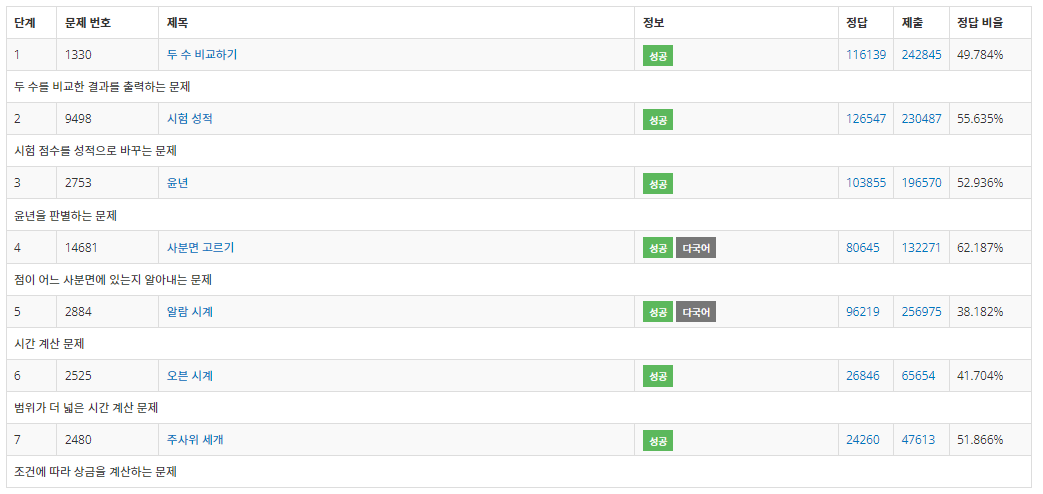 단계 문제 번호 제목 정보 정답 제출 정답 비율
1 1330 두 수 비교하기 성공 116139 242845 49.784%
두 수를 비교한 결과를 출력하는 문제
2 9498 시험 성적 성공 126547 230487 55.635%
시험 점수를 성적으로 바꾸는 문제
3 2753 윤년 성공 103855 196570 52.936%
윤년을 판별하는 문제
4 14681 사분면 고르기 성공 다국어 80645 132271 62.187%
점이 어느 사분면에 있는지 알아내는 문제
5 2884 알람 시계 성공 다국어 96219 256975 38.182%
시간 계산 문제
6 2525 오븐 시계 성공 26846 65654 41.704%
범위가 더 넓은 시간 계산 문제
7 2480 주사위 세개 성공 24260 47613 51.866%
조건에 따라 상금을 계산하는 문제